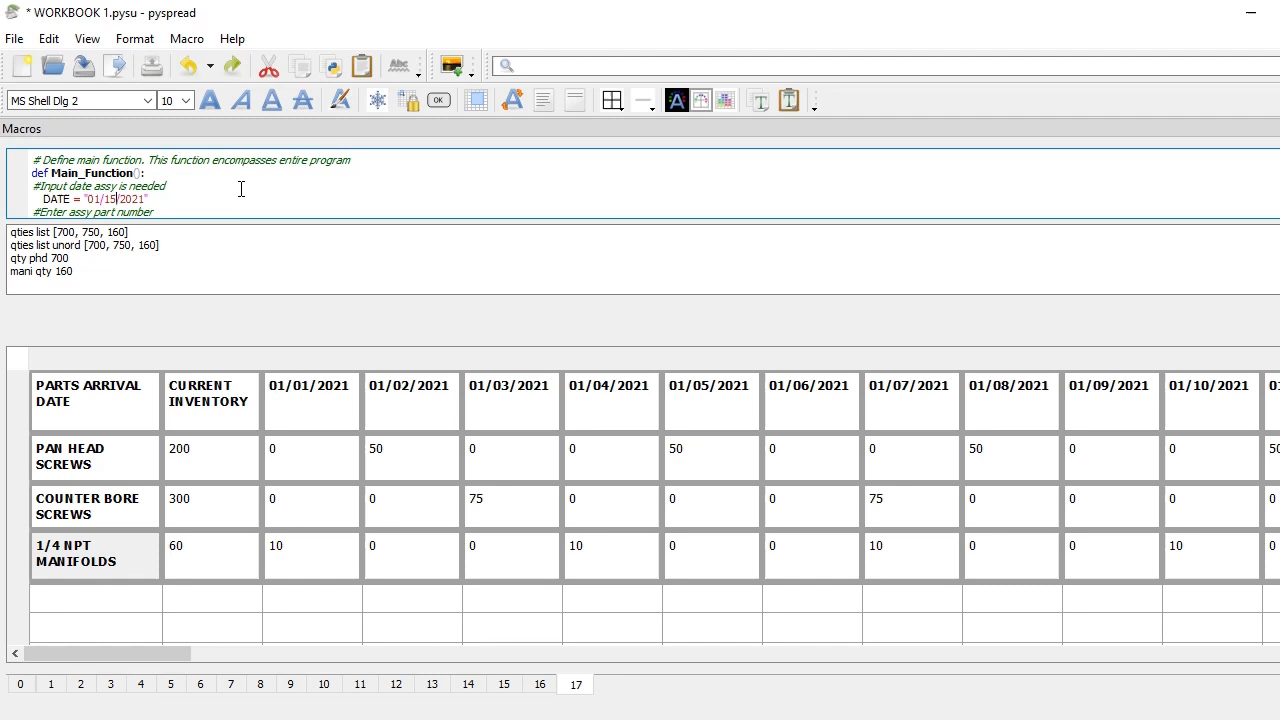 * WORKBOOK 1.pysu - pyspread
File Edit View Format Macro Help
Abc
MS Shell Dlg 2 10 A A A A OK A A T T
Macros
# Define main function. This function encompasses entire program
def Main_Function():
#Input date assy is needed
DATE = "01/15/2021"
#Enter assy part number
qties list [700, 750, 160]
qties list unord [700, 750, 160]
qty phd 700
mani qty 160
PARTS ARRIVAL DATE CURRENT INVENTORY 01/01/2021 01/02/2021 01/03/2021 01/04/2021 01/05/2021 01/06/2021 01/07/2021 01/08/2021 01/09/2021 01/10/2021
PAN HEAD SCREWS 200 0 50 0 0 50 0 0 50 0 0 50
COUNTER BORE SCREWS 300 0 0 75 0 0 0 75 0 0 0 0
1/4 NPT MANIFOLDS 60 10 0 0 10 0 0 10 0 0 10 0
0 1 2 3 4 5 6 7 8 9 10 11 12 13 14 15 16 17